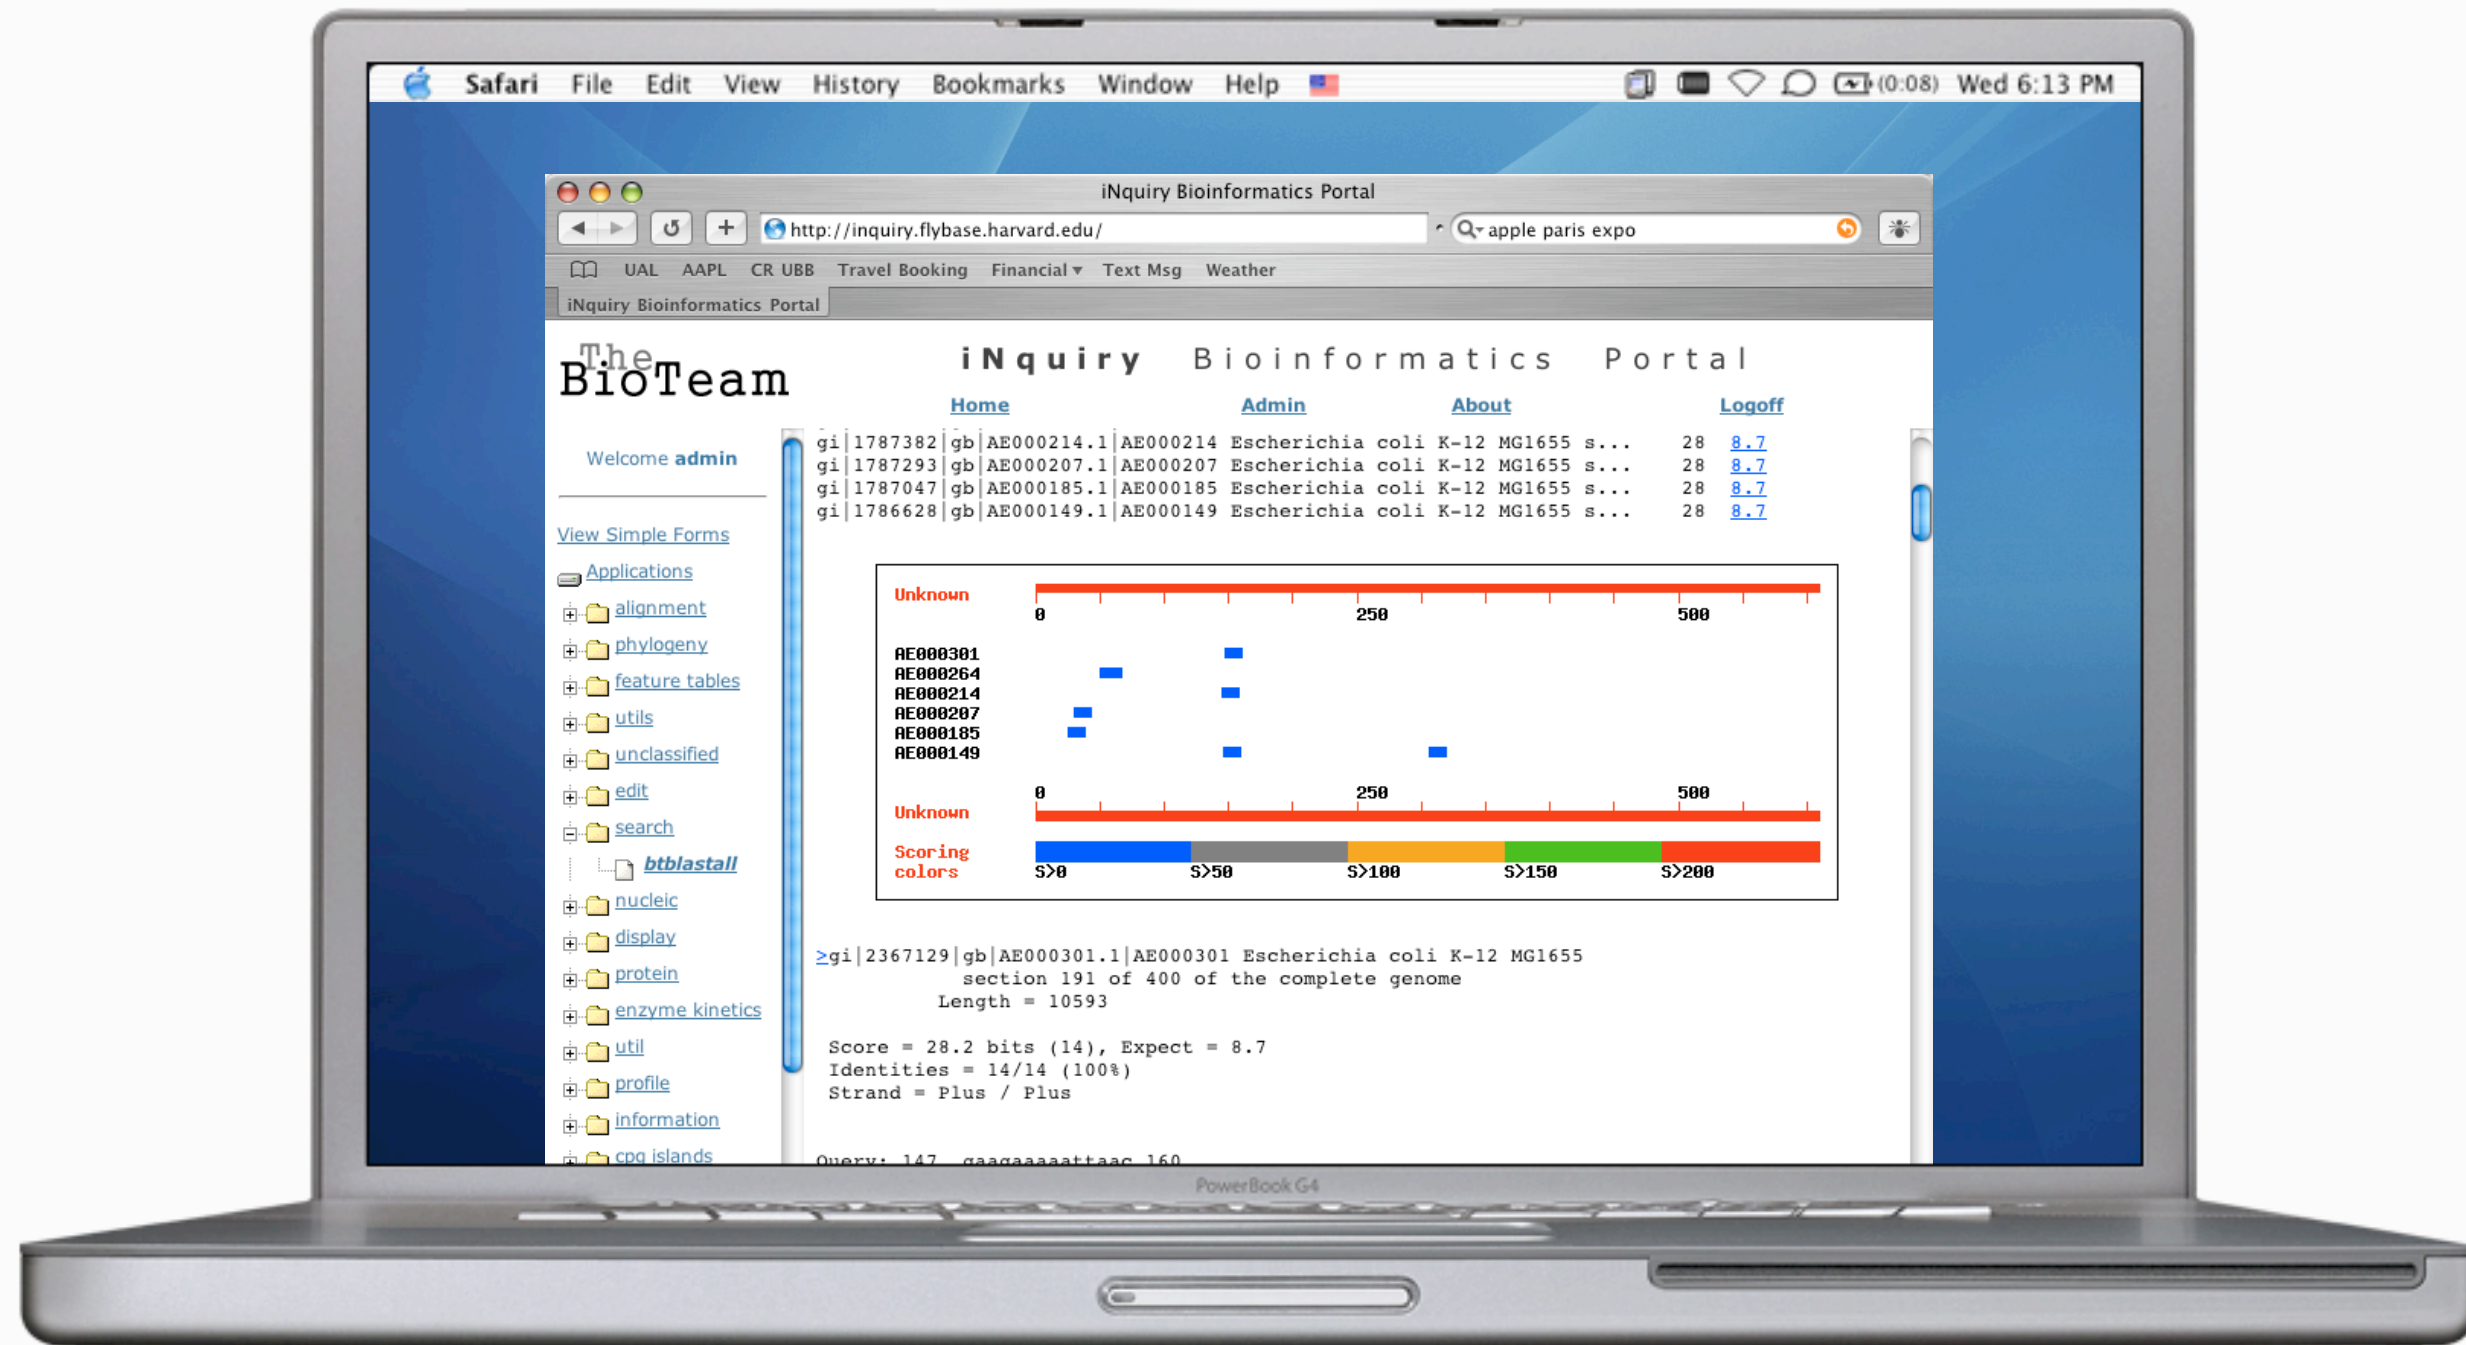 Safari File Edit View History Bookmarks Window Help (0:08) Wed 6:13 PM
iNquiry Bioinformatics Portal
http://inquiry.flybase.harvard.edu/ apple paris expo
UAL AAPL CR UBB Travel Booking Financial Text Msg Weather
iNquiry Bioinformatics Portal
The
BioTeam
iNquiry Bioinformatics Portal
Home Admin About Logoff
Welcome admin
View Simple Forms
Applications
alignment
phylogeny
feature tables
utils
unclassified
edit
search
btblastall
nucleic
display
protein
enzyme kinetics
util
profile
information
cpg islands
gi|1787382|gb|AE000214.1|AE000214 Escherichia coli K-12 MG1655 s... 28 8.7
gi|1787293|gb|AE000207.1|AE000207 Escherichia coli K-12 MG1655 s... 28 8.7
gi|1787047|gb|AE000185.1|AE000185 Escherichia coli K-12 MG1655 s... 28 8.7
gi|1786628|gb|AE000149.1|AE000149 Escherichia coli K-12 MG1655 s... 28 8.7
Unknown
0 250 500
AE000301
AE000264
AE000214
AE000207
AE000185
AE000149
0 250 500
Unknown
Scoring
colors S>0 S>50 S>100 S>150 S>200
>gi|2367129|gb|AE000301.1|AE000301 Escherichia coli K-12 MG1655
section 191 of 400 of the complete genome
Length = 10593
Score = 28.2 bits (14), Expect = 8.7
Identities = 14/14 (100%)
Strand = Plus / Plus
Query: 147 gaagaaaaattaac 160
PowerBook G4